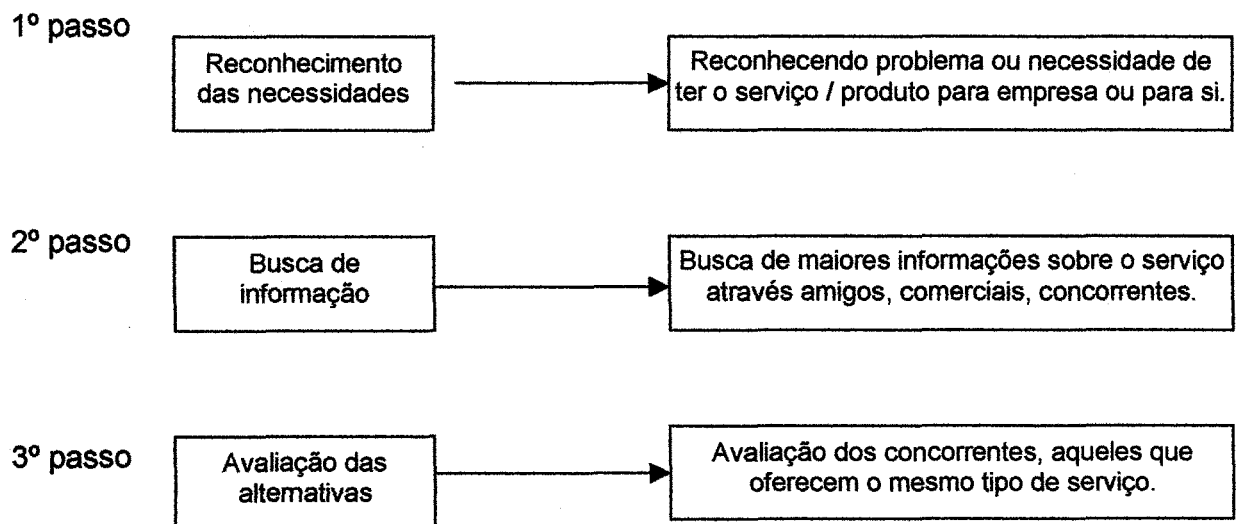 1º passo
Reconhecimento
das necessidades
Reconhecendo problema ou necessidade de
ter o serviço / produto para empresa ou para si.
2º passo
Busca de
informação
Busca de maiores informações sobre o serviço
através amigos, comerciais, concorrentes.
3º passo
Avaliação das
alternativas
Avaliação dos concorrentes, aqueles que
oferecem o mesmo tipo de serviço.